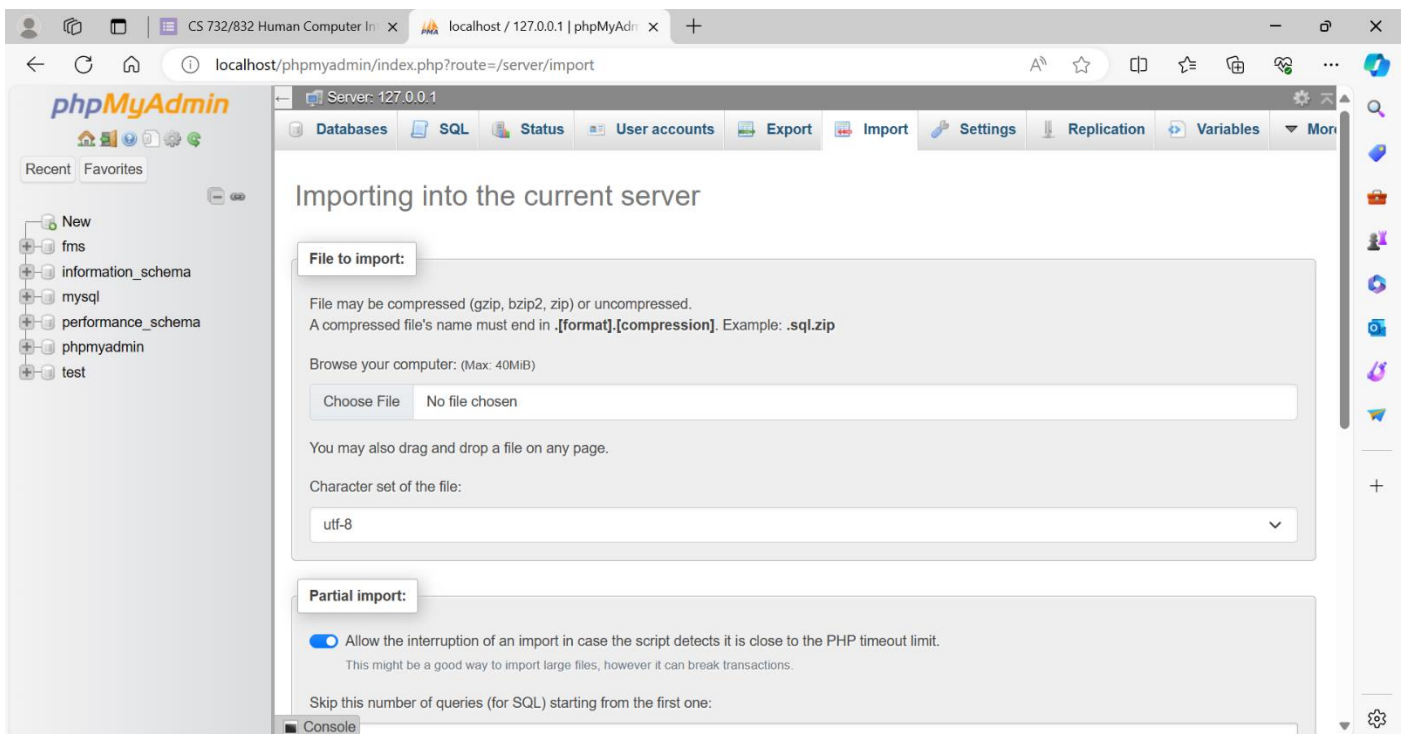 CS 732/832 Human Computer In
localhost / 127.0.0.1 | phpMyAdn
localhost/phpmyadmin/index.php?route=/server/import
phpMyAdmin
Recent Favorites
New
fms
information_schema
mysql
performance_schema
phpmyadmin
test
Server: 127.0.0.1
Databases SQL Status User accounts Export Import Settings Replication Variables More
Importing into the current server
File to import:
File may be compressed (gzip, bzip2, zip) or uncompressed.
A compressed file's name must end in .[format].[compression]. Example: .sql.zip
Browse your computer: (Max: 40MiB)
Choose File No file chosen
You may also drag and drop a file on any page.
Character set of the file:
utf-8
Partial import:
Allow the interruption of an import in case the script detects it is close to the PHP timeout limit.
This might be a good way to import large files, however it can break transactions.
Skip this number of queries (for SQL) starting from the first one:
Console